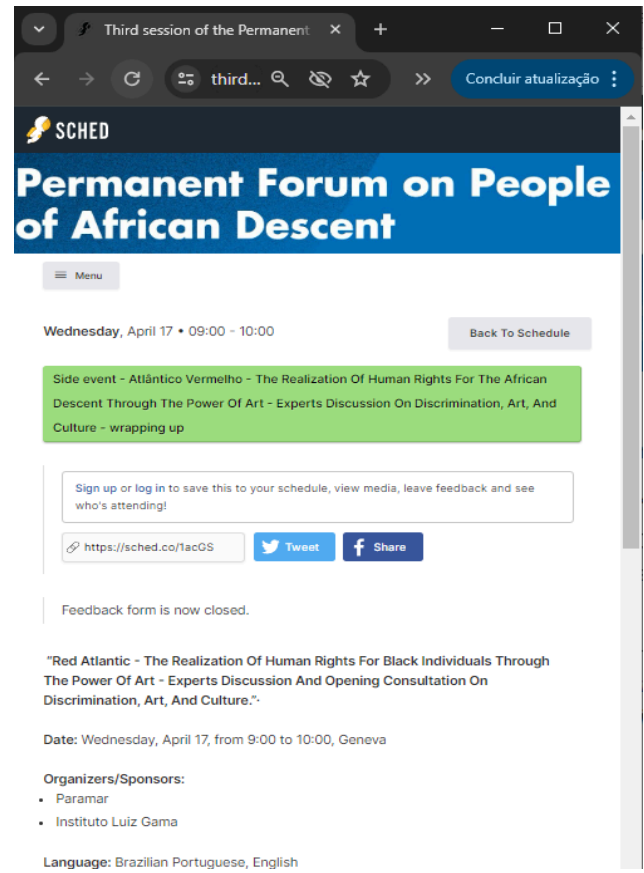 Third session of the Permanent
third...
Concluir atualização
SCHED
Permanent Forum on People
of African Descent
Menu
Wednesday, April 17 • 09:00 - 10:00
Back To Schedule
Side event - Atlântico Vermelho - The Realization Of Human Rights For The African
Descent Through The Power Of Art - Experts Discussion On Discrimination, Art, And
Culture - wrapping up
Sign up or log in to save this to your schedule, view media, leave feedback and see
who's attending!
https://sched.co/1acGS
Tweet
Share
Feedback form is now closed.
"Red Atlantic - The Realization Of Human Rights For Black Individuals Through
The Power Of Art - Experts Discussion And Opening Consultation On
Discrimination, Art, And Culture."·
Date: Wednesday, April 17, from 9:00 to 10:00, Geneva
Organizers/Sponsors:
• Paramar
• Instituto Luiz Gama
Language: Brazilian Portuguese, English